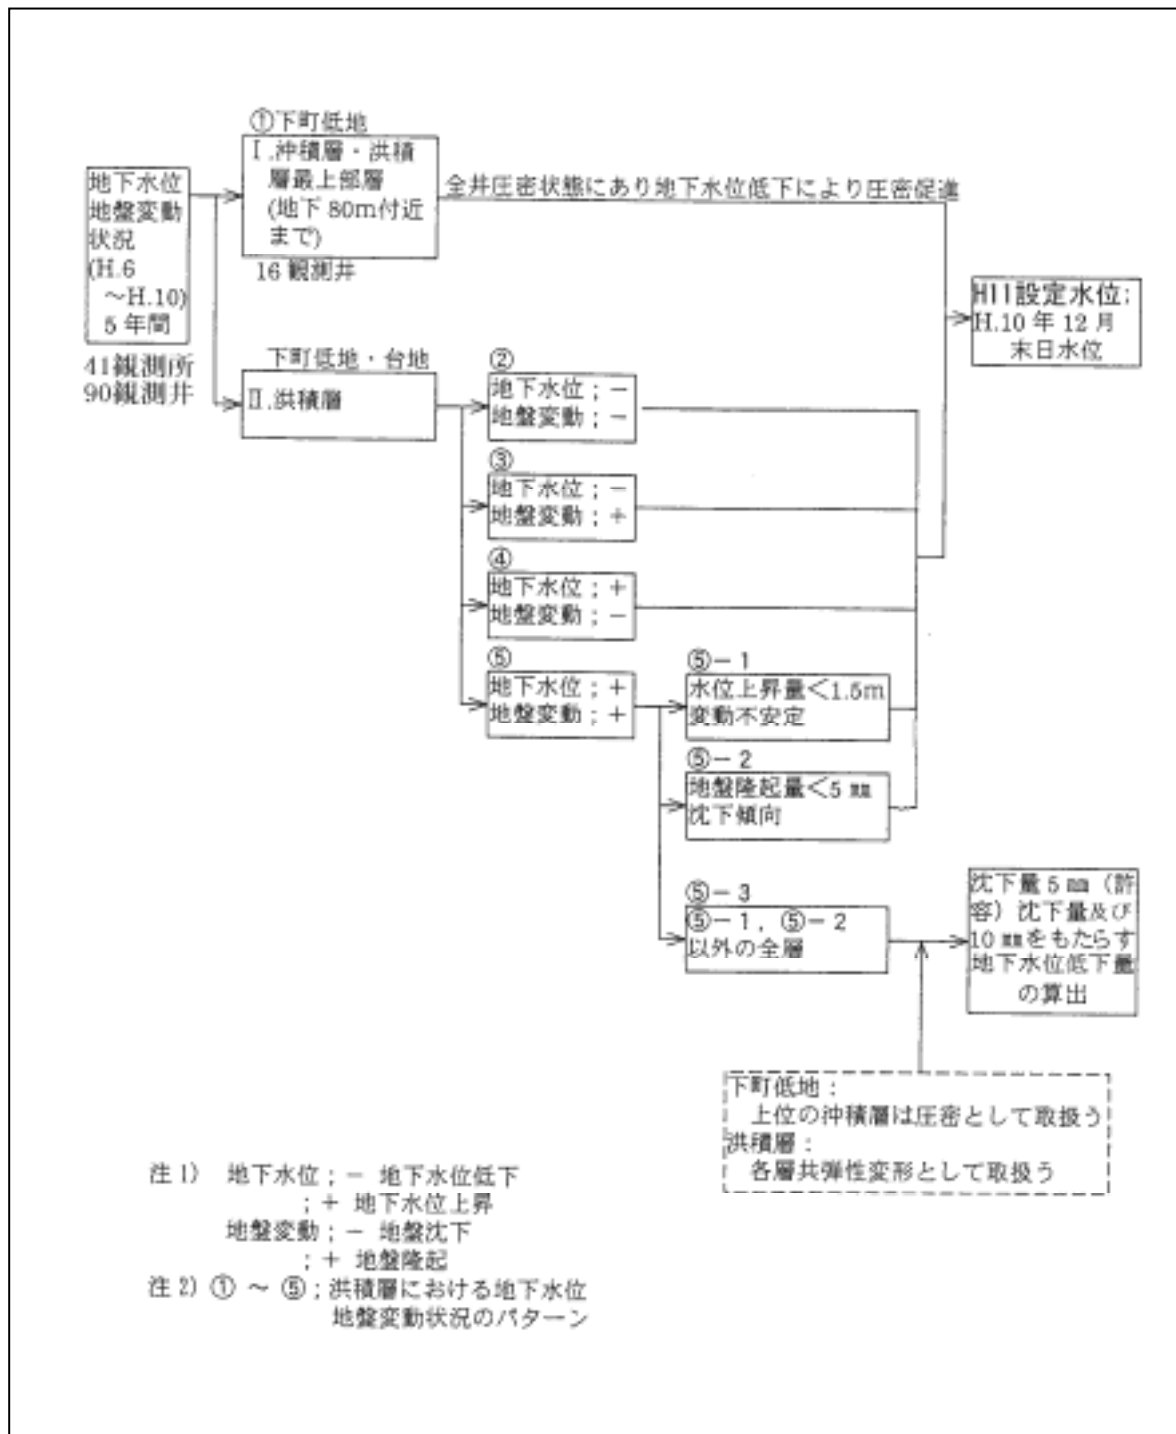 ①下町低地
Ⅰ.沖積層・洪積
層最上部層
(地下 80m付近
まで)
16 観測井
全井圧密状態にあり地下水位低下により圧密促進
地下水位
地盤変動
状況
(H.6
～H.10)
5 年間
41観測所
90観測井
H11設定水位;
H.10 年 12 月
末日水位
下町低地・台地
Ⅱ.洪積層
②
地下水位 ; −
地盤変動 ; −
③
地下水位 ; −
地盤変動 ; +
④
地下水位 ; +
地盤変動 ; −
⑤
地下水位 ; +
地盤変動 ; +
⑤−1
水位上昇量<1.5m
変動不安定
⑤−2
地盤隆起量<5 ㎜
沈下傾向
⑤−3
⑤−1, ⑤−2
以外の全層
沈下量 5 ㎜ (許
容) 沈下量及び
10 ㎜をもたらす
地下水位低下量
の算出
下町低地 :
上位の沖積層は圧密として取扱う
洪積層 :
各層共弾性変形として取扱う
注 1) 地下水位 ; − 地下水位低下
; + 地下水位上昇
地盤変動 ; − 地盤沈下
; + 地盤隆起
注 2) ① ～ ⑤ ; 洪積層における地下水位
地盤変動状況のパターン